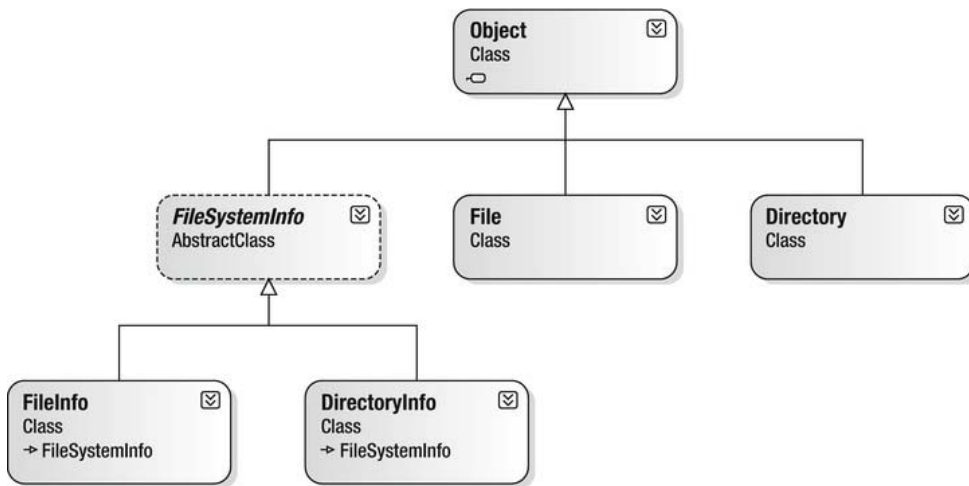 Object
Class
FileSystemInfo
AbstractClass
File
Class
Directory
Class
FileInfo
Class
FileSystemInfo
DirectoryInfo
Class
FileSystemInfo